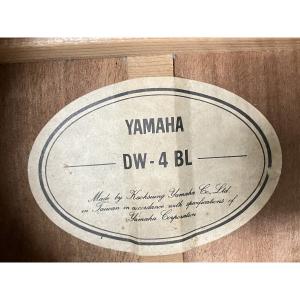 YAMAHA
DW-4 BL
Made by Kaohsiung Yamaha Co., Ltd.
in Taiwan in accordance with specifications of
Yamaha Corporation